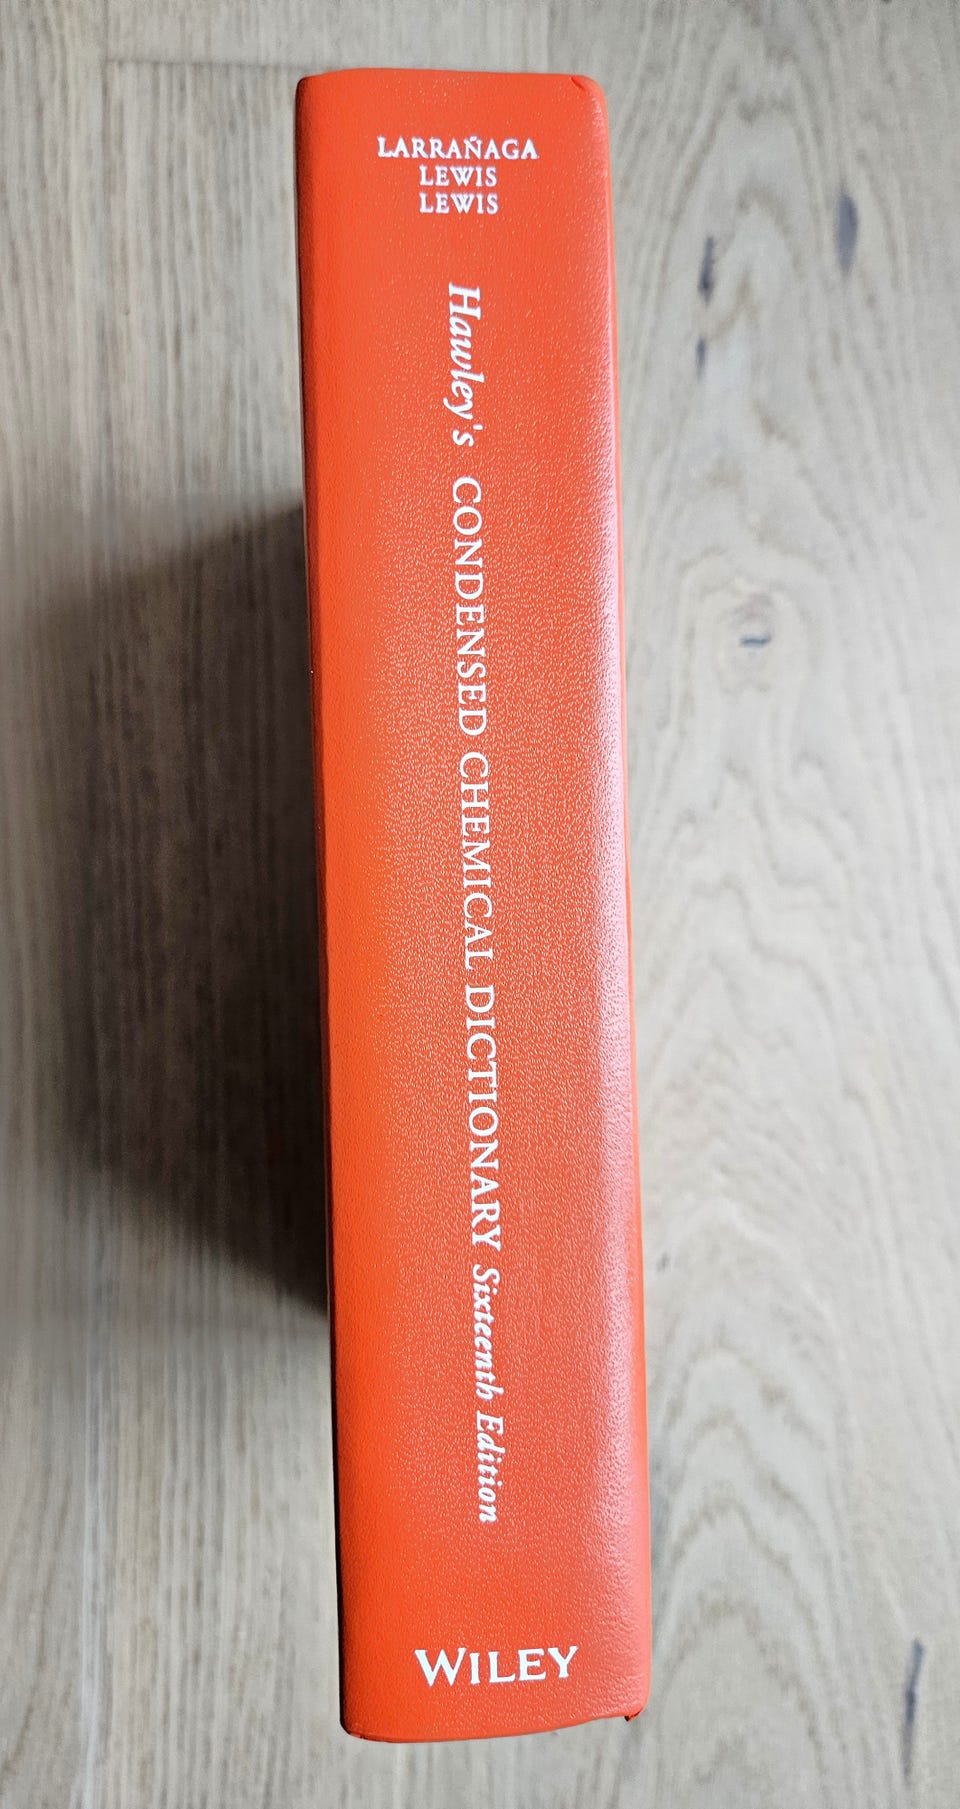 LARRAÑAGA
LEWIS
LEWIS
Hawley's CONDENSED CHEMICAL DICTIONARY Sixteenth Edition
WILEY